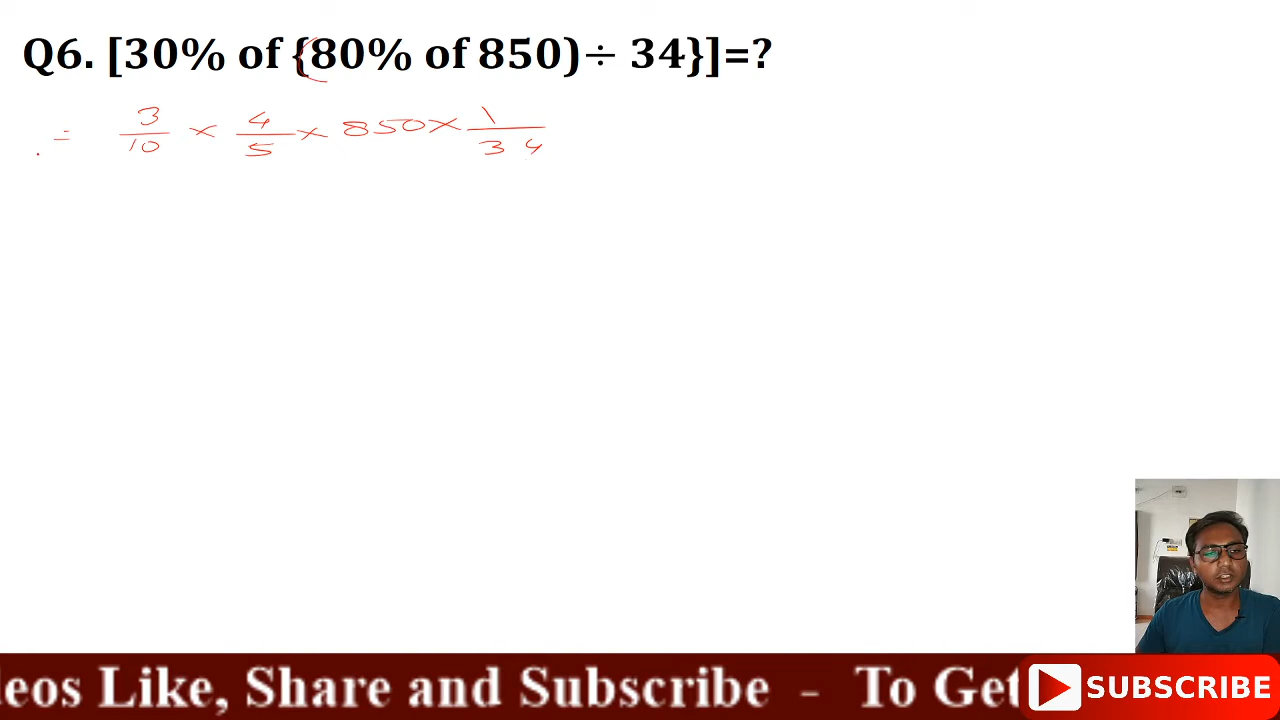 Q6. [30% of {(80% of 850)÷ 34}]=?
= 3/10 × 4/5 × 850 × 1/34
eos Like, Share and Subscribe - To Get
SUBSCRIBE